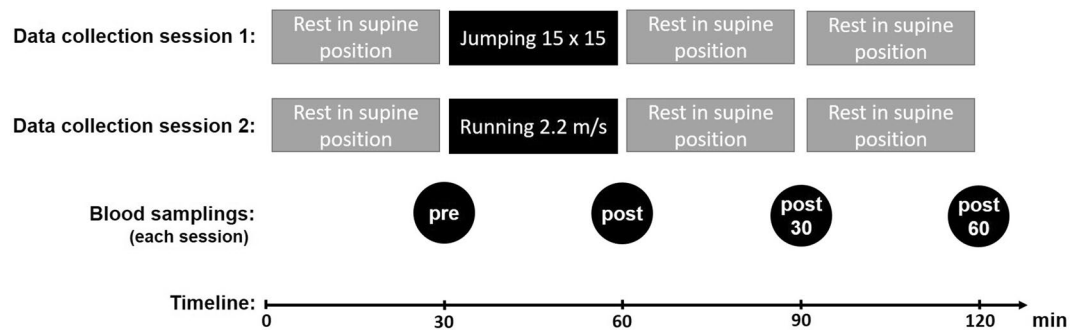 Data collection session 1:
Rest in supine
position
Jumping 15 x 15
Rest in supine
position
Rest in supine
position
Data collection session 2:
Rest in supine
position
Running 2.2 m/s
Rest in supine
position
Rest in supine
position
Blood samplings:
(each session)
pre
post
post
30
post
60
Timeline:
0
30
60
90
120
min